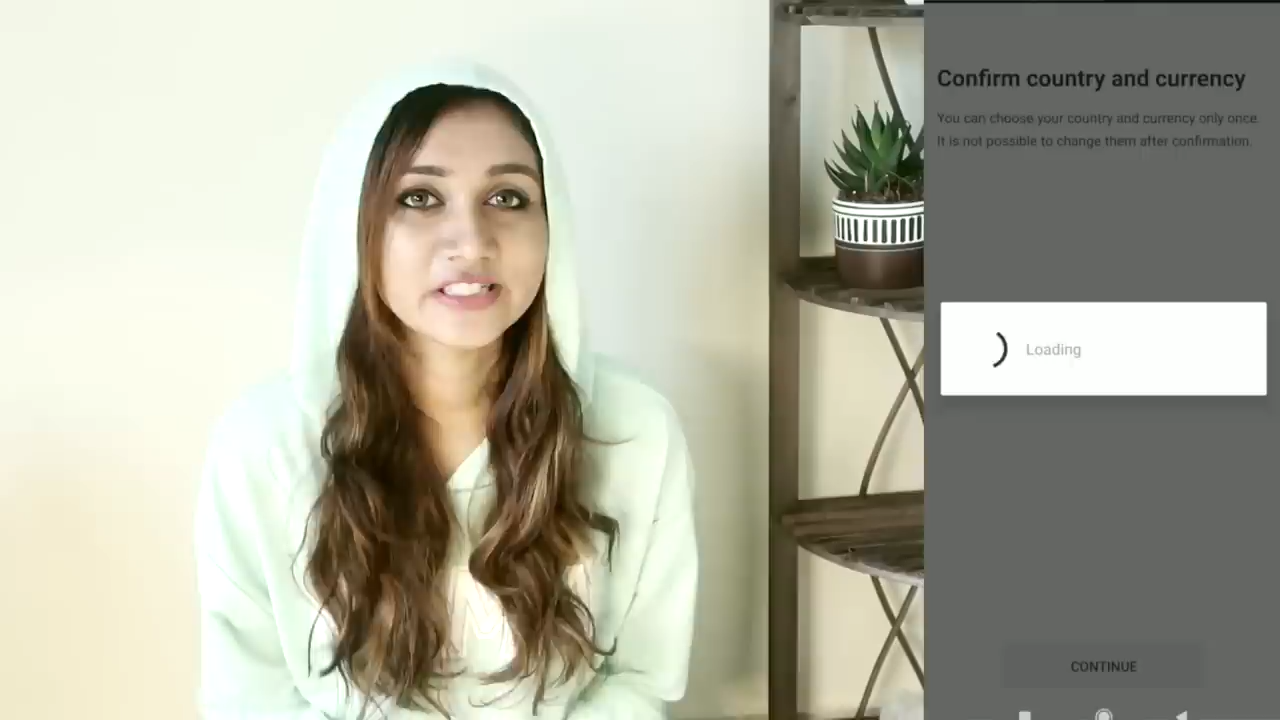 Confirm country and currency
You can choose your country and currency only once.
It is not possible to change them after confirmation.
Loading
CONTINUE